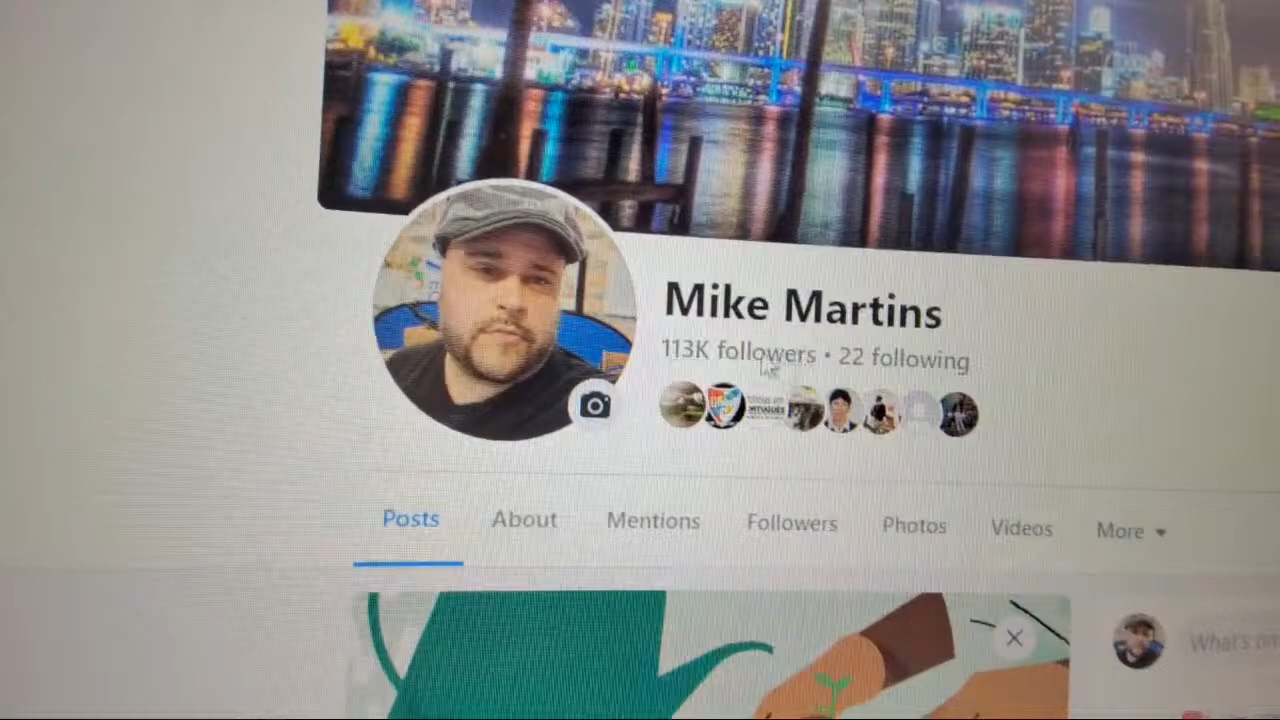 Mike Martins
113K followers • 22 following
Posts About Mentions Followers Photos Videos More
What's on